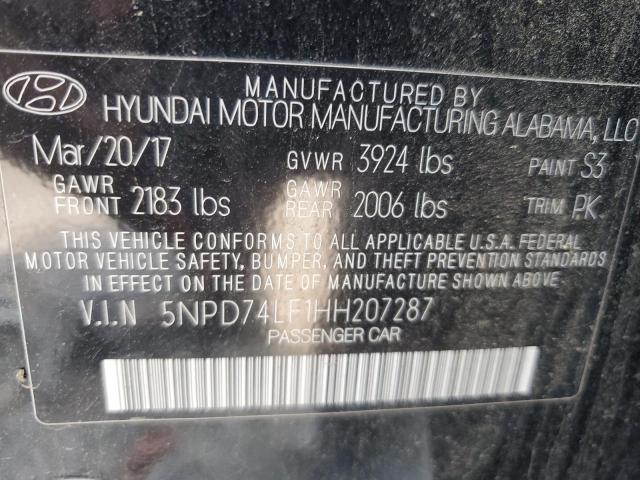 MANUFACTURED BY
HYUNDAI MOTOR MANUFACTURING ALABAMA, LLC
Mar/20/17 GVWR 3924 lbs PAINT S3
GAWR FRONT 2183 lbs GAWR REAR 2006 lbs TRIM PK
THIS VEHICLE CONFORMS TO ALL APPLICABLE U.S.A. FEDERAL
MOTOR VEHICLE SAFETY, BUMPER, AND THEFT PREVENTION STANDARDS
IN EFFECT ON THE DATE OF MANUFACTURE SHOWN ABOVE.
V.I.N 5NPD74LF1HH207287
PASSENGER CAR